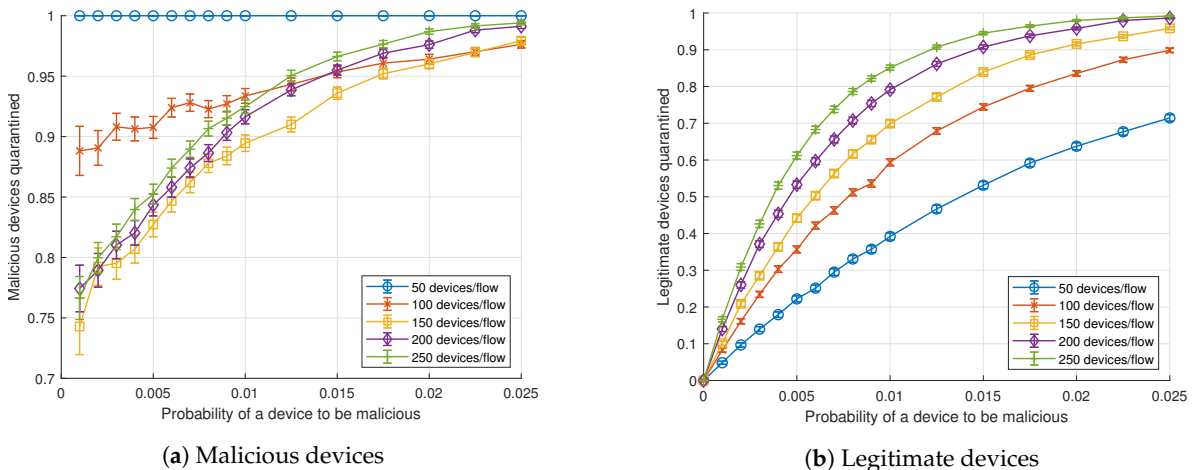 1
0.95
0.9
0.85
0.8
0.75
0.7
Malicious devices quarantined
50 devices/flow
100 devices/flow
150 devices/flow
200 devices/flow
250 devices/flow
0
0.005
0.01
0.015
0.02
0.025
Probability of a device to be malicious
(a) Malicious devices
1
0.9
0.8
0.7
0.6
0.5
0.4
0.3
0.2
0.1
0
Legitimate devices quarantined
50 devices/flow
100 devices/flow
150 devices/flow
200 devices/flow
250 devices/flow
0
0.005
0.01
0.015
0.02
0.025
Probability of a device to be malicious
(b) Legitimate devices